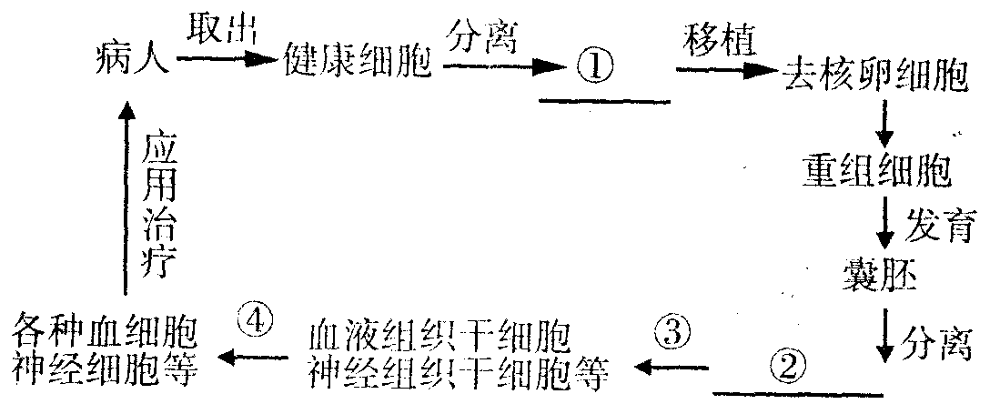 病人 取出 健康细胞 分离 ① 移植 去核卵细胞
重组细胞
发育
囊胚
分离
②
③
血液组织干细胞
神经组织干细胞等
④
各种血细胞
神经细胞等
应用治疗